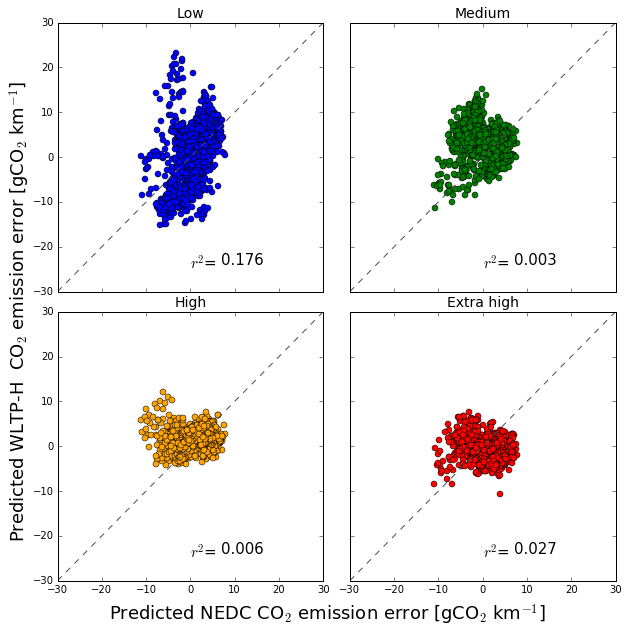 Low
Medium
30
20
10
0
−10
−20
−30
r²= 0.176
r²= 0.003
High
Extra high
30
20
10
0
−10
−20
−30
r²= 0.006
r²= 0.027
−30 −20 −10 0 10 20 30
−30 −20 −10 0 10 20 30
Predicted WLTP-H CO₂ emission error [gCO₂ km⁻¹]
Predicted NEDC CO₂ emission error [gCO₂ km⁻¹]